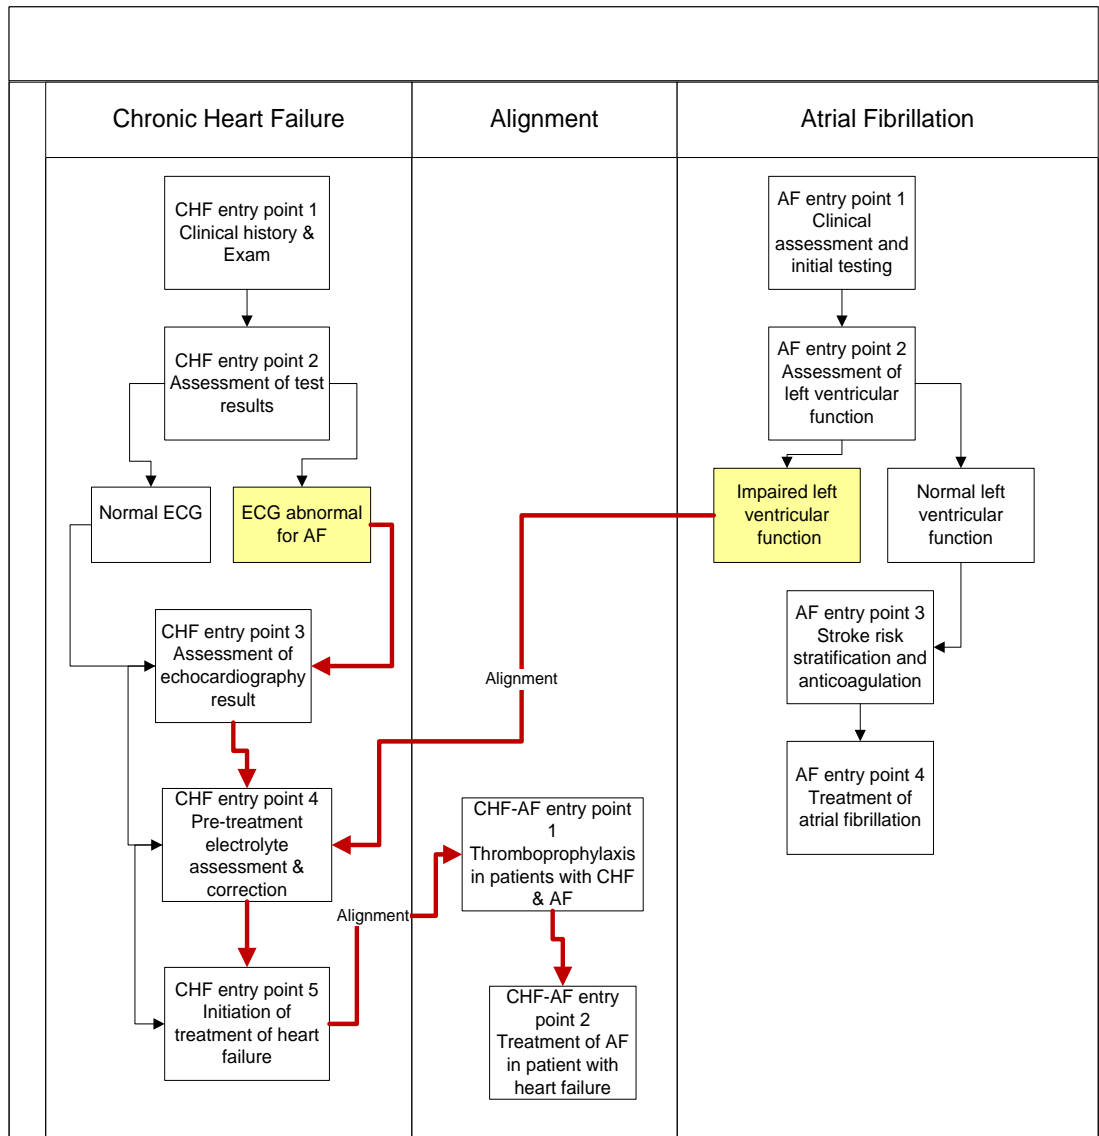 Chronic Heart Failure
Alignment
Atrial Fibrillation
CHF entry point 1
Clinical history &
Exam
CHF entry point 2
Assessment of test
results
Normal ECG
ECG abnormal
for AF
CHF entry point 3
Assessment of
echocardiography
result
CHF entry point 4
Pre-treatment
electrolyte
assessment &
correction
CHF entry point 5
Initiation of
treatment of heart
failure
Alignment
Alignment
CHF-AF entry point
1
Thromboprophylaxis
in patients with CHF
& AF
CHF-AF entry
point 2
Treatment of AF
in patient with
heart failure
AF entry point 1
Clinical
assessment and
initial testing
AF entry point 2
Assessment of
left ventricular
function
Impaired left
ventricular
function
Normal left
ventricular
function
AF entry point 3
Stroke risk
stratification and
anticoagulation
AF entry point 4
Treatment of
atrial fibrillation